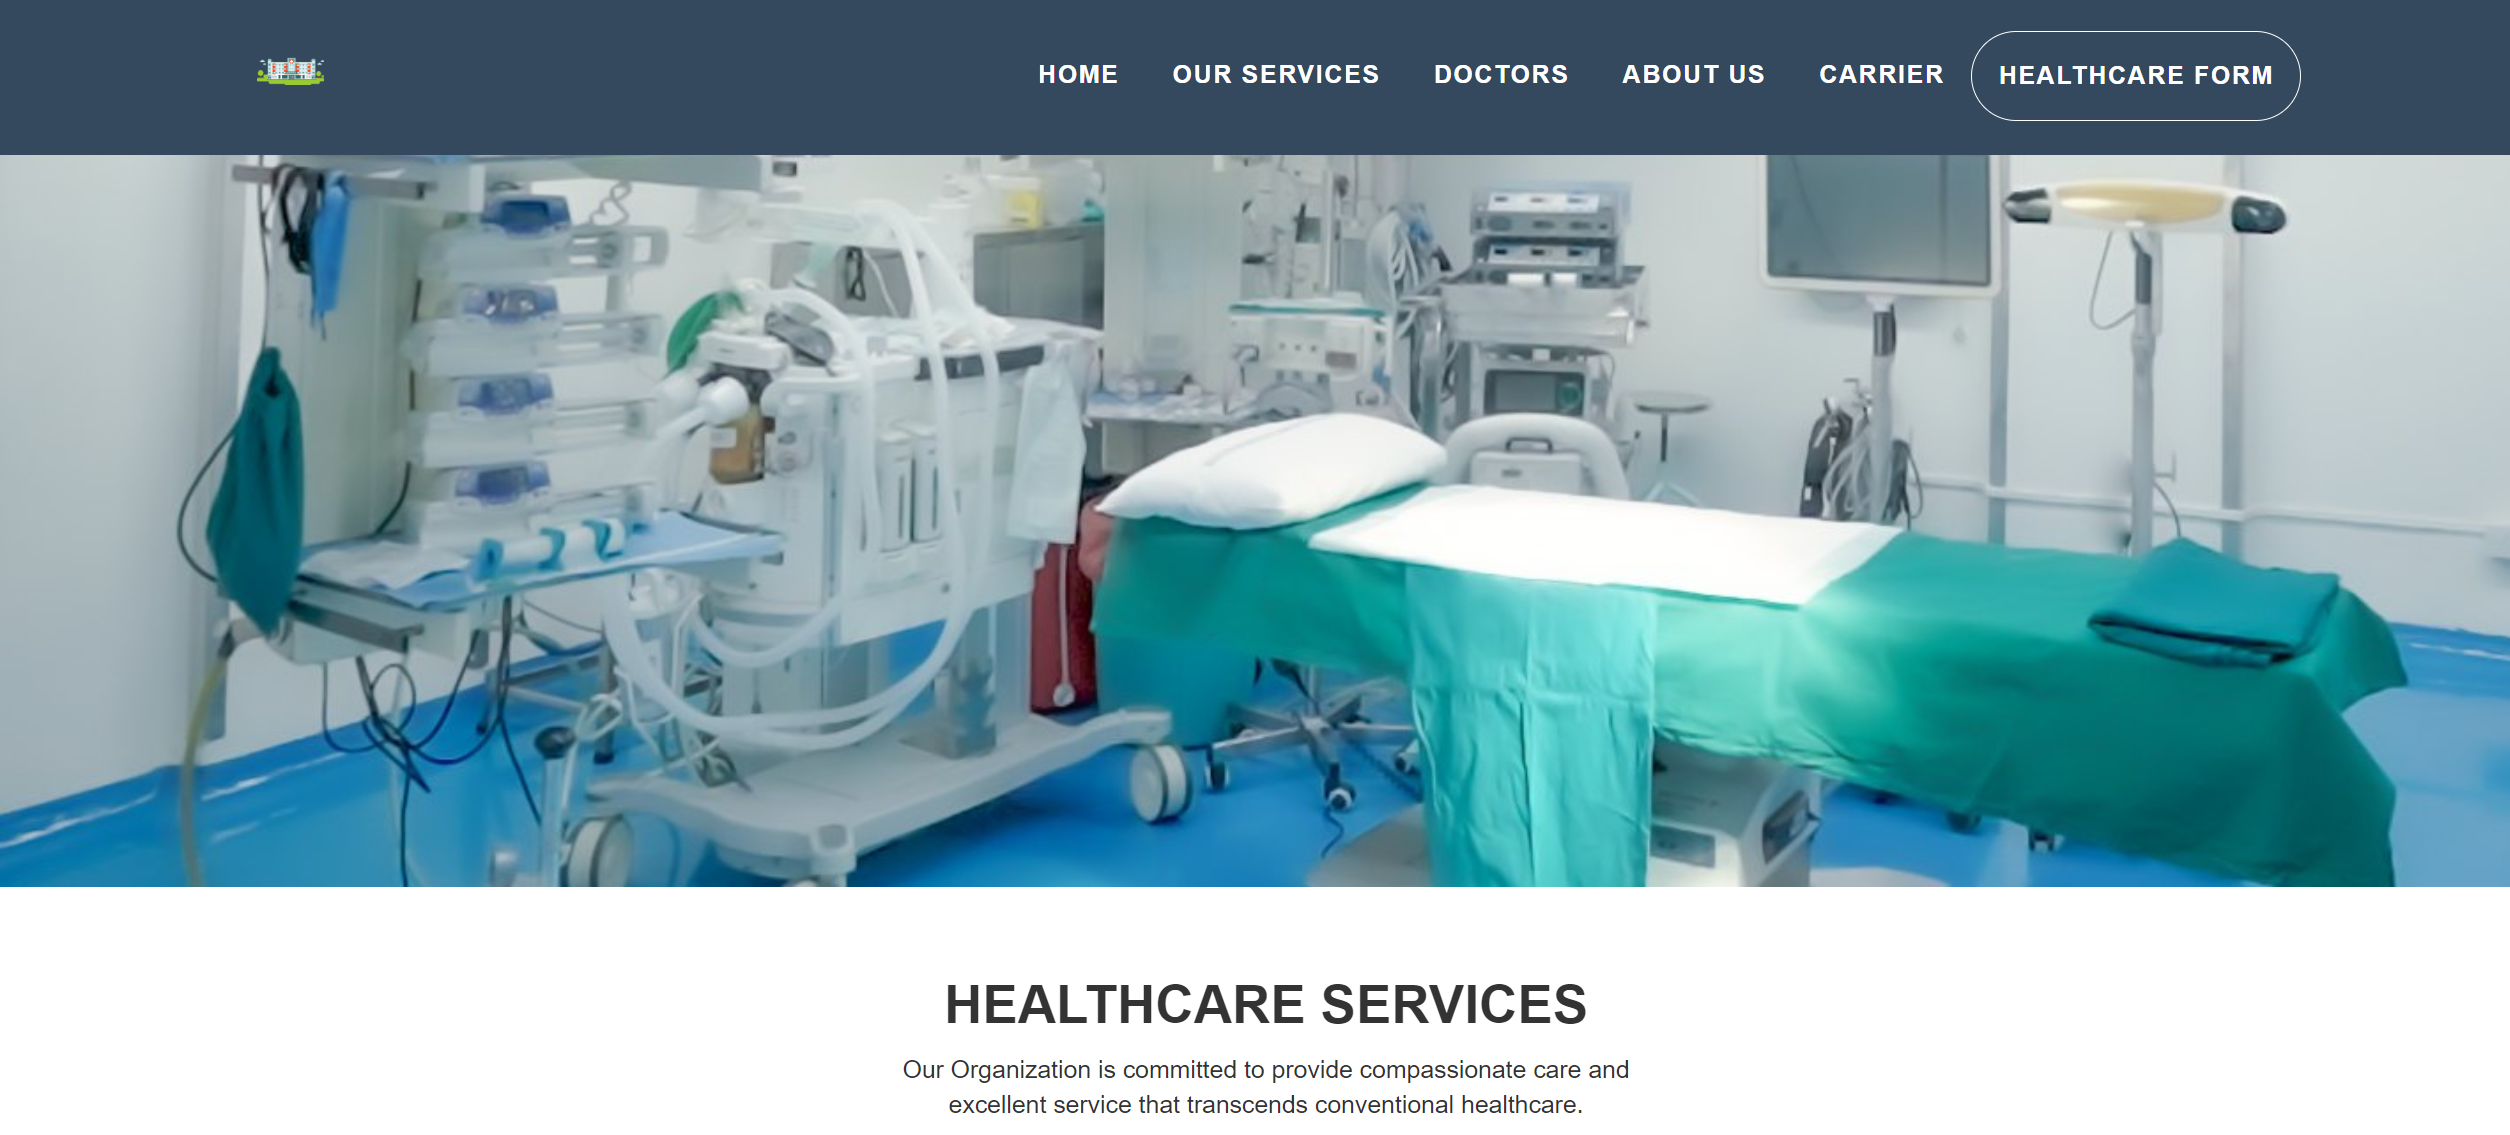 HOME
OUR SERVICES
DOCTORS
ABOUT US
CARRIER
HEALTHCARE FORM
HEALTHCARE SERVICES
Our Organization is committed to provide compassionate care and
excellent service that transcends conventional healthcare.